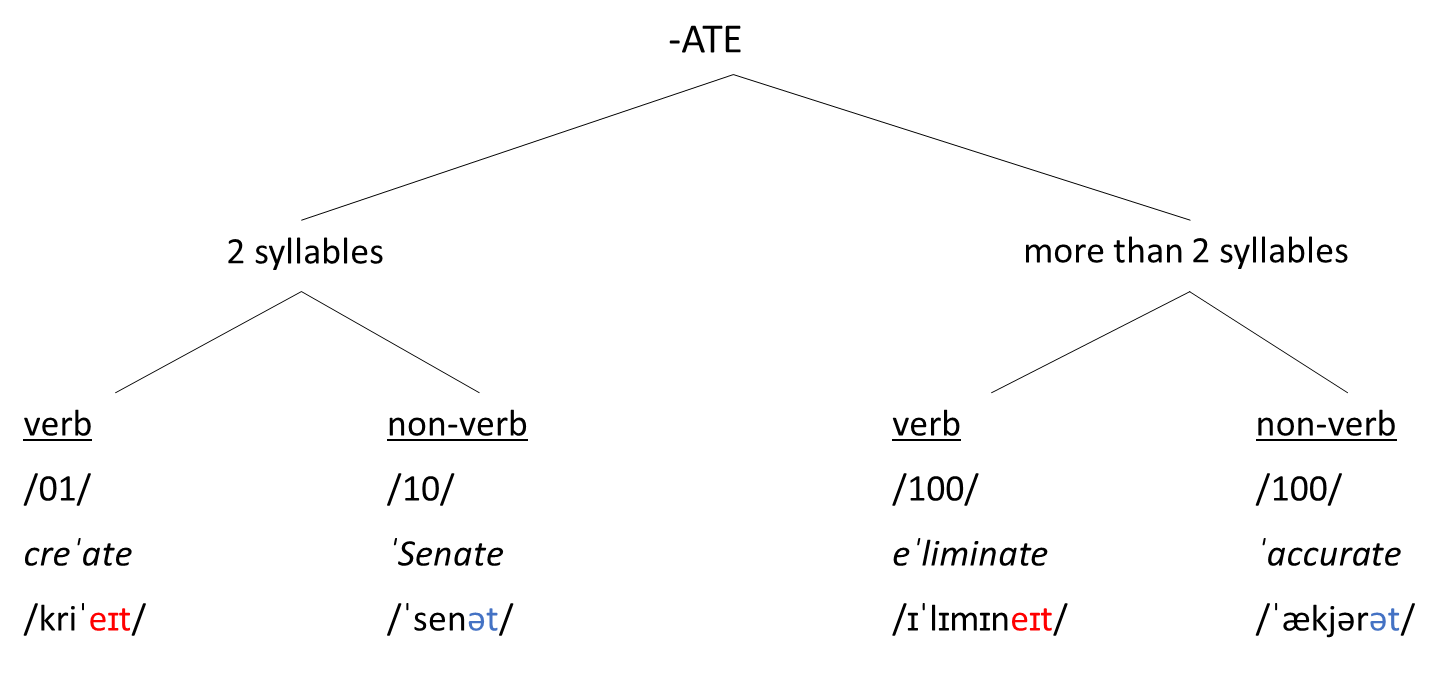 -ATE
2 syllables more than 2 syllables
verb non-verb verb non-verb
/01/ /10/ /100/ /100/
creˈate ˈSenate eˈliminate ˈaccurate
/kriˈeɪt/ /ˈsenət/ /ɪˈlɪmɪneɪt/ /ˈækjərət/